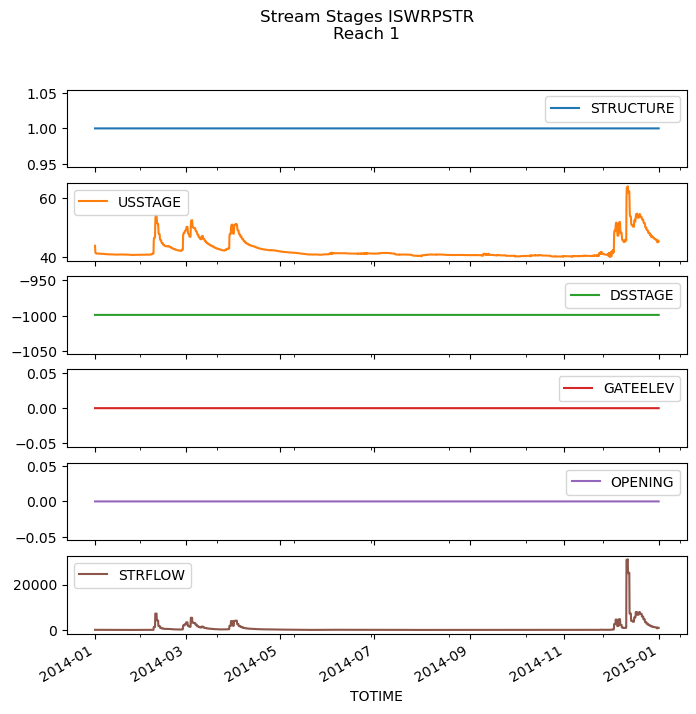 Stream Stages ISWRPSTR
Reach 1
1.05
1.00
0.95
STRUCTURE
60
40
USSTAGE
−950
−1000
−1050
DSSTAGE
0.05
0.00
−0.05
GATEELEV
0.05
0.00
−0.05
OPENING
20000
0
STRFLOW
2014-01
2014-03
2014-05
2014-07
2014-09
2014-11
2015-01
TOTIME